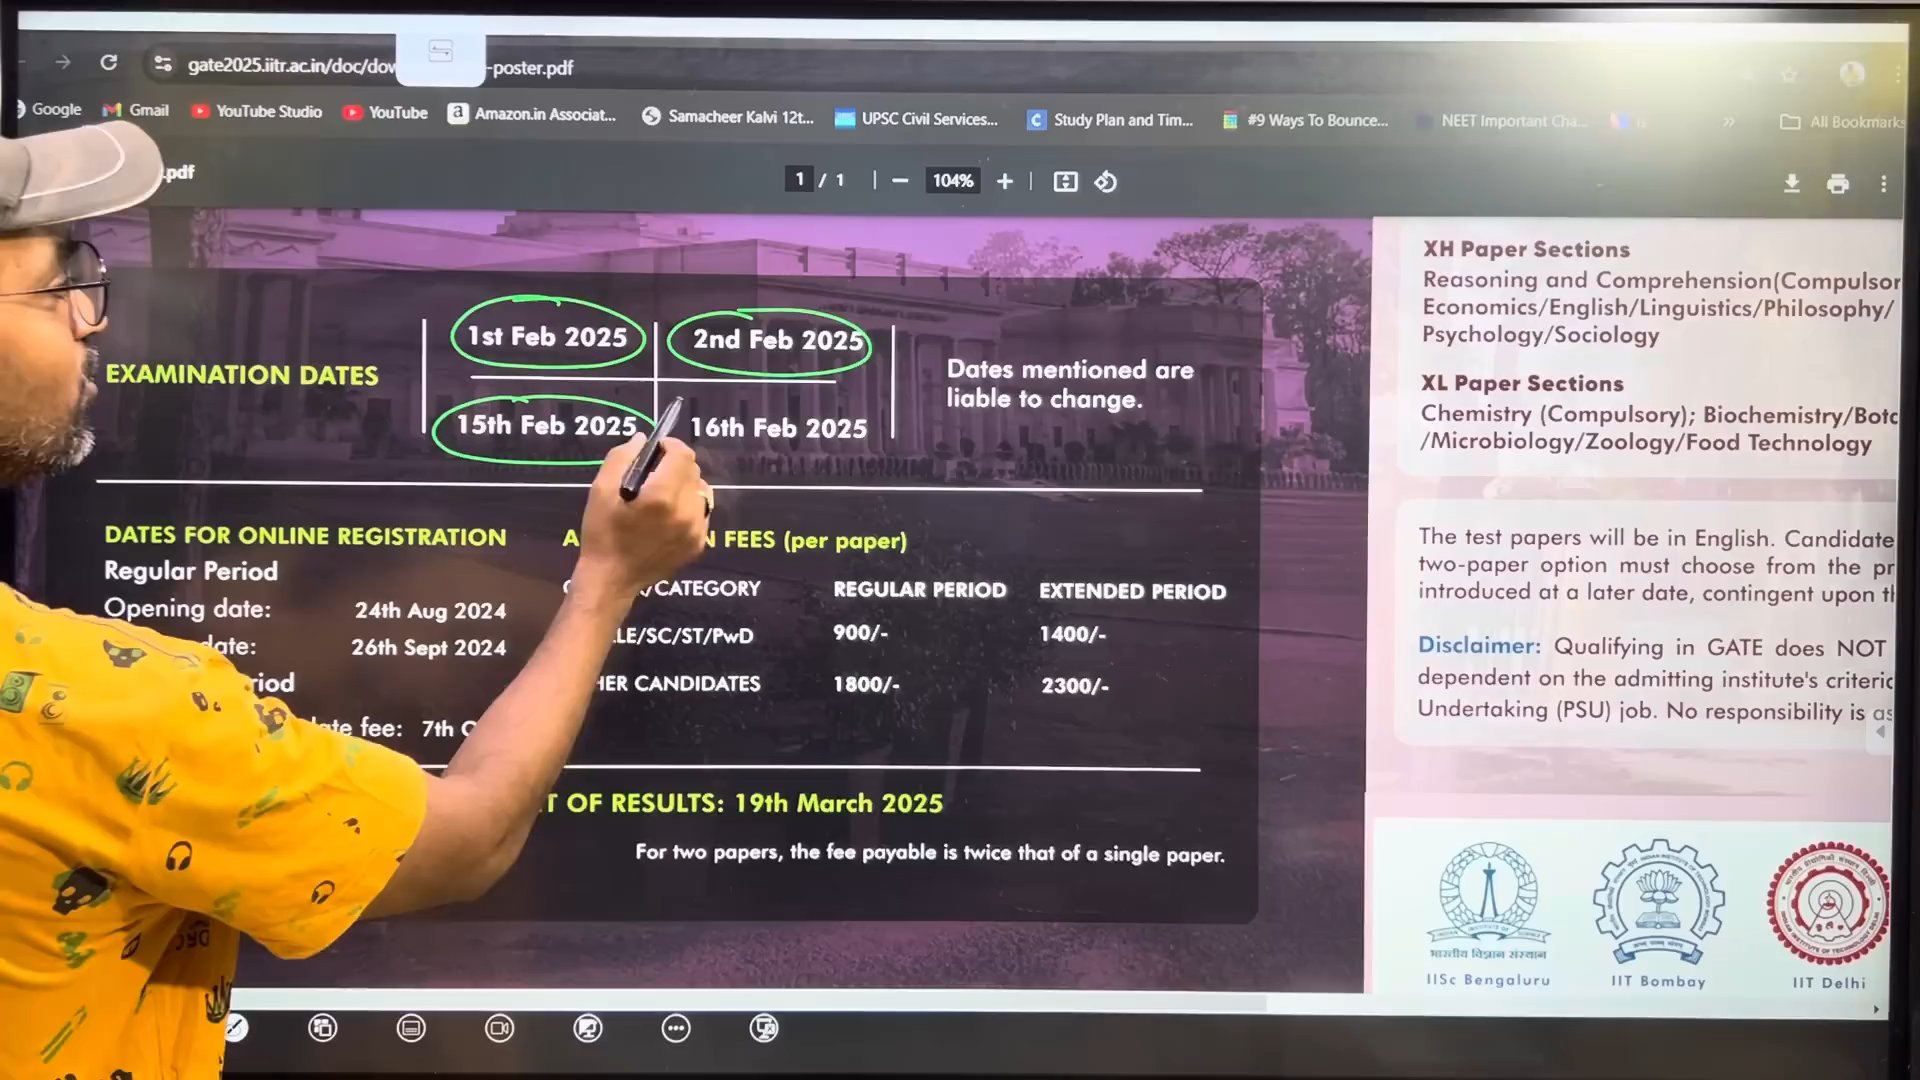 gate2025.iitr.ac.in/doc/dow
-poster.pdf
Google
Gmail
YouTube Studio
YouTube
Amazon.in Associat...
Samacheer Kalvi 12t...
UPSC Civil Services...
Study Plan and Tim...
#9 Ways To Bounce...
NEET Important Cha...
All Bookmarks
.pdf
1 / 1
104%
EXAMINATION DATES
1st Feb 2025
2nd Feb 2025
15th Feb 2025
16th Feb 2025
Dates mentioned are
liable to change.
DATES FOR ONLINE REGISTRATION
Regular Period
Opening date: 24th Aug 2024
ate: 26th Sept 2024
riod
ate fee: 7th
A N FEES (per paper)
/CATEGORY REGULAR PERIOD EXTENDED PERIOD
LE/SC/ST/PwD 900/- 1400/-
HER CANDIDATES 1800/- 2300/-
T OF RESULTS: 19th March 2025
For two papers, the fee payable is twice that of a single paper.
XH Paper Sections
Reasoning and Comprehension(Compulsor
Economics/English/Linguistics/Philosophy/
Psychology/Sociology
XL Paper Sections
Chemistry (Compulsory); Biochemistry/Bota
/Microbiology/Zoology/Food Technology
The test papers will be in English. Candidate
two-paper option must choose from the pr
introduced at a later date, contingent upon th
Disclaimer: Qualifying in GATE does NOT
dependent on the admitting institute's criteric
Undertaking (PSU) job. No responsibility is as
भारतीय विज्ञान संस्थान
IISc Bengaluru
IIT Bombay
IIT Delhi